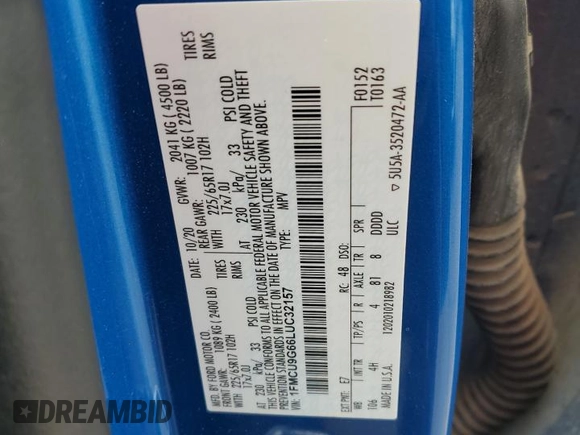 MFD. BY FORD MOTOR CO.
DATE: 10/20 GVWR: 2041 KG ( 4500 LB)
FRONT GAWR: 1089 KG (2400 LB) REAR GAWR: 1007 KG ( 2220 LB)
225/65R17 102H TIRES WITH 225/65R17 102H TIRES
17x7.0J RIMS 17x7.0J RIMS
AT 230 kPa/ 33 PSI COLD AT 230 kPa/ 33 PSI COLD
THIS VEHICLE CONFORMS TO ALL APPLICABLE FEDERAL MOTOR VEHICLE SAFETY AND THEFT
PREVENTION STANDARDS IN EFFECT ON THE DATE OF MANUFACTURE SHOWN ABOVE.
VIN: 1FMCU9G66LUC32157 TYPE: MPV
F0152
T0163
EXT PNT: E7 RC: 48 DSO:
WB INT TR TP/PS R AXLE TR SPR
106 4H 4 81 8 DDDD
MADE IN U.S.A. 1202010218982 ULC
▽ 5U5A-3520472-AA
DREAMBID